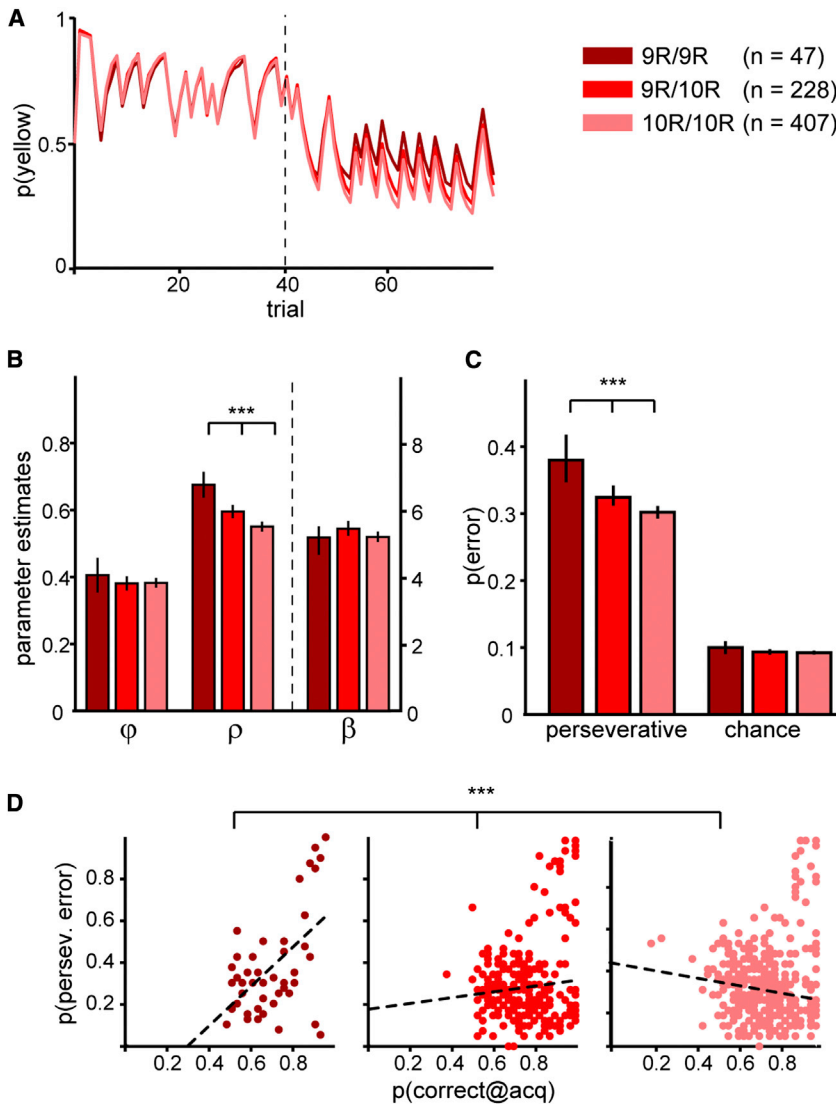 A
1
0.5
0
p(yellow)
20
40
60
trial
9R/9R (n = 47)
9R/10R (n = 228)
10R/10R (n = 407)
B
parameter estimates
0.8
0.6
0.4
0.2
0
***
8
6
4
2
0
φ
ρ
β
C
p(error)
0.4
0.3
0.2
0.1
0
***
perseverative
chance
D
***
p(persev. error)
0.8
0.6
0.4
0.2
0.2 0.4 0.6 0.8
0.2 0.4 0.6 0.8
0.2 0.4 0.6 0.8
p(correct@acq)